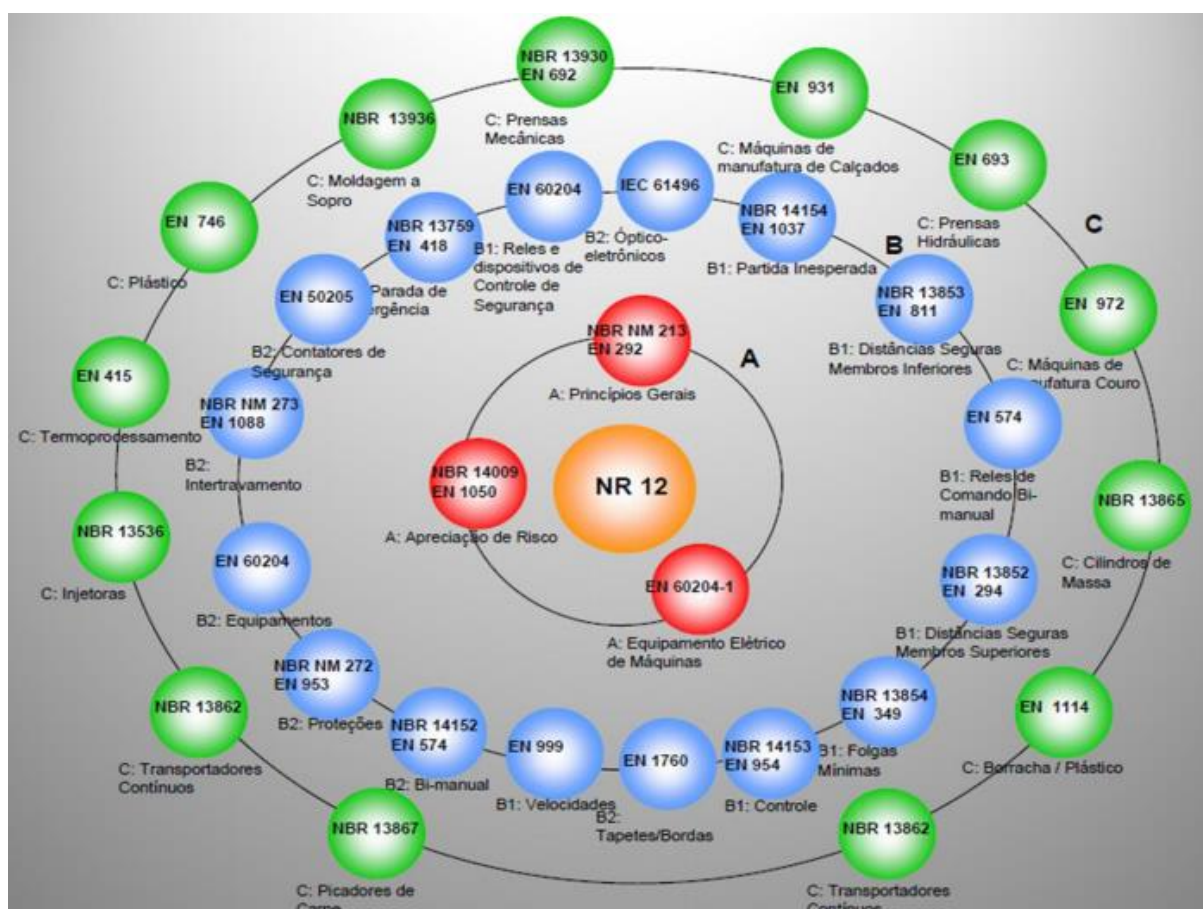 NBR 13930
EN 692
C: Prensas
Mecânicas
EN 931
C: Máquinas de
manufatura de Calçados
EN 693
C: Prensas
Hidráulicas
C
EN 972
C: Máquinas de
Couro
NBR 13865
C: Cilindros de
Massa
EN 1114
C: Borracha / Plástico
NBR 13862
C: Transportadores
NBR 13867
C: Picadores de
NBR 13862
C: Transportadores
Contínuos
NBR 13536
C: Injetoras
EN 415
C: Termoprocessamento
EN 746
C: Plástico
NBR 13936
C: Moldagem a
Sopro
EN 60204
B1: Reles e
dispositivos de
Controle de
Segurança
IEC 61496
B2: Óptico-
eletrônicos
NBR 14154
EN 1037
B1: Partida Inesperada
B
NBR 13853
EN 811
B1: Distâncias Seguras
Membros Inferiores
EN 574
B1: Reles de
Comando Bi-
manual
NBR 13852
EN 294
B1: Distâncias Seguras
Membros Superiores
NBR 13854
EN 349
B1: Folgas
Mínimas
NBR 14153
EN 954
B1: Controle
EN 1760
B2:
Tapetes/Bordas
EN 999
B1: Velocidades
NBR 14152
EN 574
B2: Bi-manual
NBR NM 272
EN 953
B2: Proteções
EN 60204
B2: Equipamentos
NBR NM 273
EN 1088
B2:
Intertravamento
EN 50205
B2: Contatores de
Segurança
NBR 13759
EN 418
Parada de
NBR NM 213
EN 292
A: Princípios Gerais
A
NBR 14009
EN 1050
A: Apreciação de Risco
EN 60204-1
A: Equipamento Elétrico
de Máquinas
NR 12